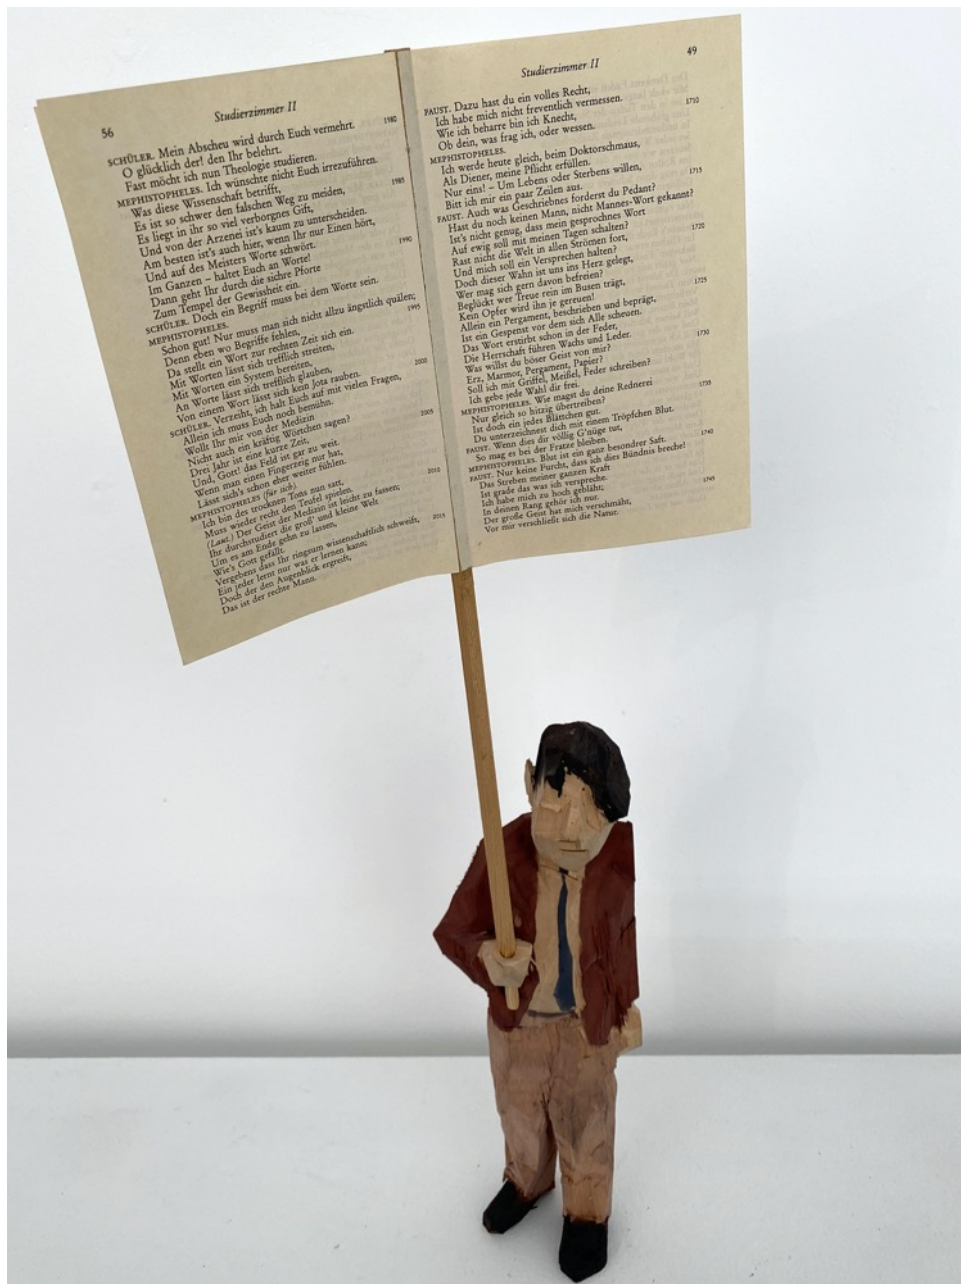 56
Studierzimmer II
SCHÜLER. Mein Abscheu wird durch Euch vermehrt. 1980
O glücklich der! den Ihr belehrt.
Fast möcht ich nun Theologie studieren.
MEPHISTOPHELES. Ich wünschte nicht Euch irrezuführen.
Was diese Wissenschaft betrifft, 1985
Es ist so schwer den falschen Weg zu meiden,
Es liegt in ihr so viel verborgnes Gift,
Und von der Arzenei ist's kaum zu unterscheiden.
Am besten ist's auch hier, wenn Ihr nur Einen hört,
Und auf des Meisters Worte schwört. 1990
Im Ganzen – haltet Euch an Worte!
Dann geht Ihr durch die sichre Pforte
Zum Tempel der Gewissheit ein.
SCHÜLER. Doch ein Begriff muss bei dem Worte sein.
MEPHISTOPHELES.
Schon gut! Nur muss man sich nicht allzu ängstlich quälen;
Denn eben wo Begriffe fehlen, 1995
Da stellt ein Wort zur rechten Zeit sich ein.
Mit Worten lässt sich trefflich streiten,
Mit Worten ein System bereiten,
An Worte lässt sich trefflich glauben,
Von einem Wort lässt sich kein Jota rauben. 2000
SCHÜLER. Verzeiht, ich halt Euch auf mit vielen Fragen,
Allein ich muss Euch noch bemühn.
Wollt Ihr mir von der Medizin
Nicht auch ein kräftig Wörtchen sagen?
Drei Jahr ist eine kurze Zeit, 2005
Und, Gott! das Feld ist gar zu weit.
Wenn man einen Fingerzeig nur hat,
Lässt sich's schon eher weiter fühlen.
MEPHISTOPHELES (für sich).
Ich bin des trocknen Tons nun satt,
Muss wieder recht den Teufel spielen. 2010
(Laut.) Der Geist der Medizin ist leicht zu fassen;
Ihr durchstudiert die groß' und kleine Welt
Um es am Ende gehn zu lassen,
Wie's Gott gefällt.
Vergebens dass Ihr ringsum wissenschaftlich schweift, 2015
Ein jeder lernt nur was er lernen kann;
Doch der den Augenblick ergreift,
Das ist der rechte Mann.
Studierzimmer II
49
FAUST. Dazu hast du ein volles Recht,
Ich habe mich nicht freventlich vermessen.
Wie ich beharre bin ich Knecht, 1710
Ob dein, was frag ich, oder wessen.
MEPHISTOPHELES.
Ich werde heute gleich, beim Doktorschmaus,
Als Diener, meine Pflicht erfüllen.
Nur eins! – Um Lebens oder Sterbens willen,
Bitt ich mir ein paar Zeilen aus. 1715
FAUST. Auch was Geschriebnes forderst du Pedant?
Hast du noch keinen Mann, nicht Mannes-Wort gekannt?
Ist's nicht genug, dass mein gesprochnes Wort
Auf ewig soll mit meinen Tagen schalten?
Rast nicht die Welt in allen Strömen fort, 1720
Und mich soll ein Versprechen halten?
Doch dieser Wahn ist uns ins Herz gelegt,
Wer mag sich gern davon befreien?
Beglückt wer Treue rein im Busen trägt,
Kein Opfer wird ihn je gereuen! 1725
Allein ein Pergament, beschrieben und beprägt,
Ist ein Gespenst vor dem sich Alle scheuen.
Das Wort erstirbt schon in der Feder,
Die Herrschaft führen Wachs und Leder.
Was willst du böser Geist von mir? 1730
Erz, Marmor, Pergament, Papier?
Soll ich mit Griffel, Meißel, Feder schreiben?
Ich gebe jede Wahl dir frei.
MEPHISTOPHELES. Wie magst du deine Rednerei
Nur gleich so hitzig übertreiben? 1735
Ist doch ein jedes Blättchen gut.
Du unterzeichnest dich mit einem Tröpfchen Blut.
FAUST. Wenn dies dir völlig G'nüge tut,
So mag es bei der Fratze bleiben.
MEPHISTOPHELES. Blut ist ein ganz besondrer Saft. 1740
FAUST. Nur keine Furcht, dass ich dies Bündnis breche!
Das Streben meiner ganzen Kraft
Ist grade das was ich verspreche.
Ich habe mich zu hoch gebläht;
In deinen Rang gehör ich nur. 1745
Der große Geist hat mich verschmäht,
Vor mir verschließt sich die Natur.